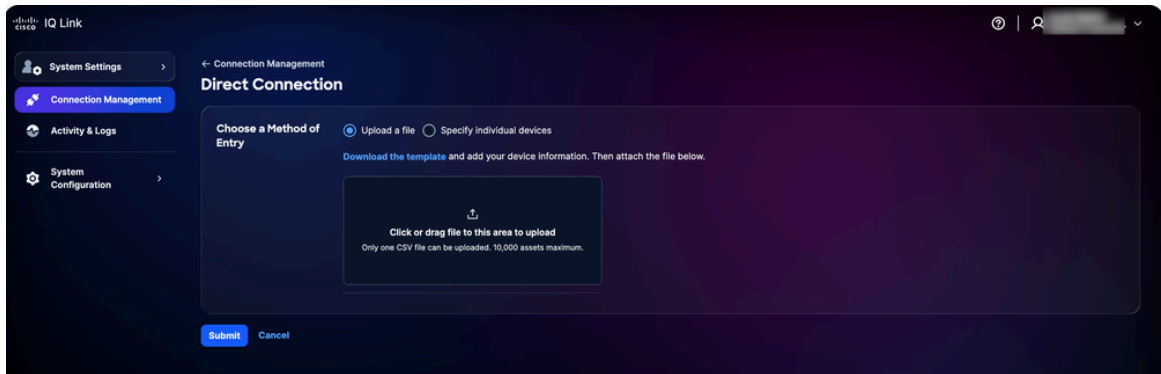 cisco IQ Link
System Settings
Connection Management
Activity & Logs
System
Configuration
← Connection Management
Direct Connection
Choose a Method of
Entry
Upload a file Specify individual devices
Download the template and add your device information. Then attach the file below.
Click or drag file to this area to upload
Only one CSV file can be uploaded. 10,000 assets maximum.
Submit Cancel